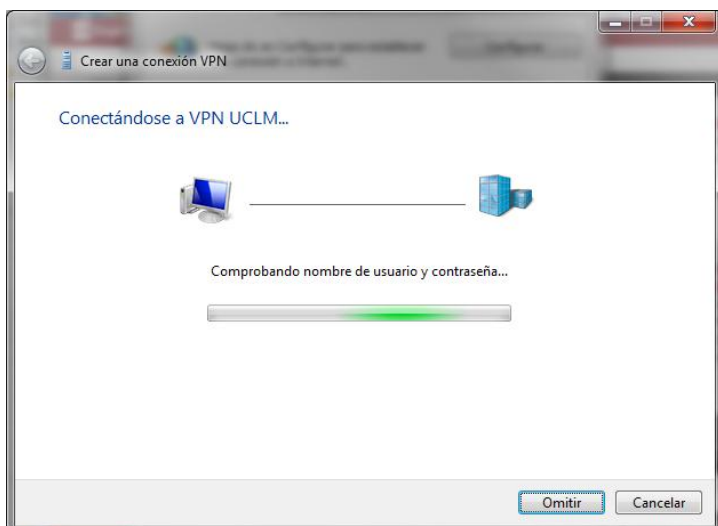 Crear una conexión VPN
Conectándose a VPN UCLM...
Comprobando nombre de usuario y contraseña...
Omitir
Cancelar